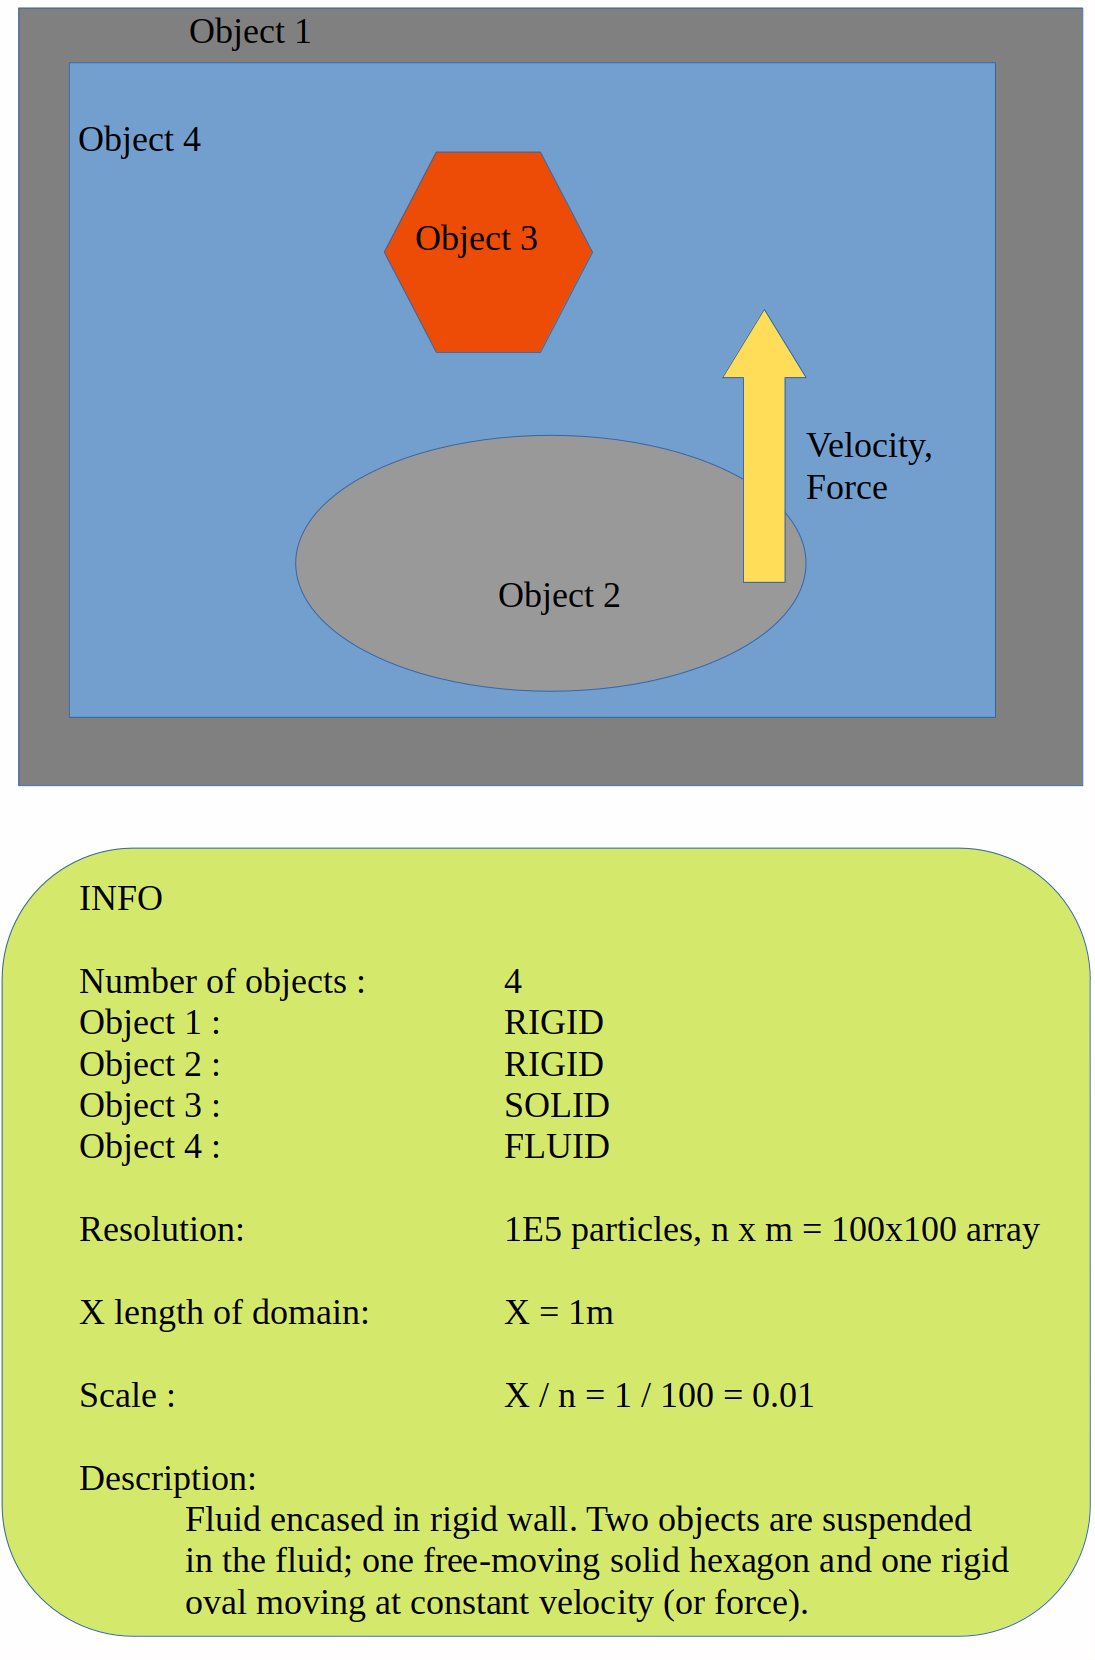 Object 1
Object 4
Object 3
Velocity,
Force
Object 2
INFO
Number of objects : 4
Object 1 : RIGID
Object 2 : RIGID
Object 3 : SOLID
Object 4 : FLUID
Resolution: 1E5 particles, n x m = 100x100 array
X length of domain: X = 1m
Scale : X / n = 1 / 100 = 0.01
Description:
Fluid encased in rigid wall. Two objects are suspended
in the fluid; one free-moving solid hexagon and one rigid
oval moving at constant velocity (or force).